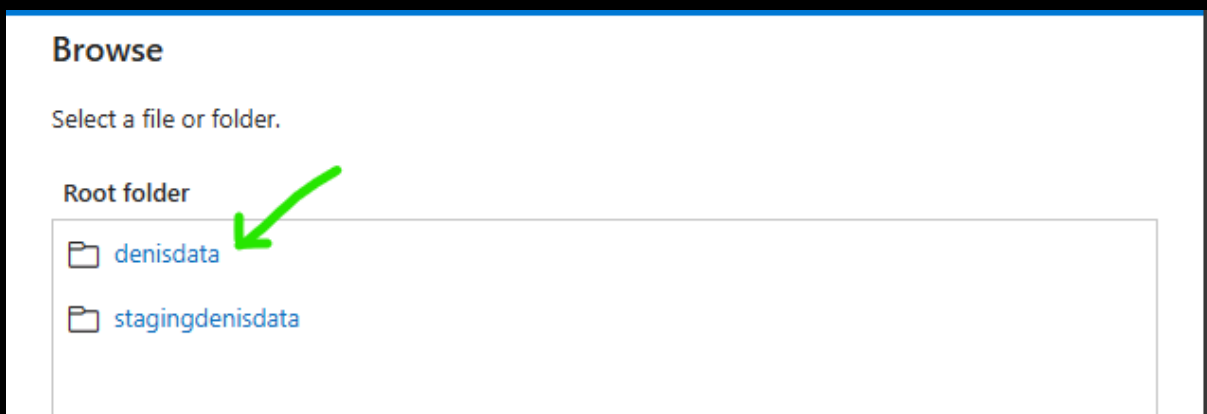 Browse
Select a file or folder.
Root folder
denisdata
stagingdenisdata